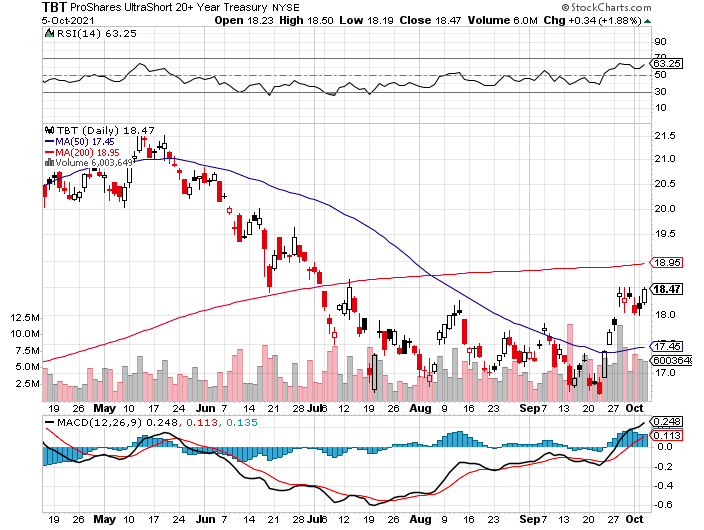 TBT ProShares UltraShort 20+ Year Treasury NYSE © StockCharts.com
5-Oct-2021 Open 18.23 High 18.50 Low 18.19 Close 18.47 Volume 6.0M Chg +0.34 (+1.88%)
RSI(14) 63.25
90
70
63.25
50
30
10
TBT (Daily) 18.47
MA(50) 17.45
MA(200) 18.95
Volume 6,003,649
21.5
21.0
20.5
20.0
19.5
18.95
18.47
18.0
17.45
6003649
17.0
12.5M
10.0M
7.5M
5.0M
2.5M
19 26 May 10 17 24 Jun 7 14 21 28 Jul 6 12 19 26 Aug 9 16 23 Sep 7 13 20 27 Oct
MACD(12,26,9) 0.248, 0.113, 0.135
0.248
0.113
0.0
-0.2
-0.4
-0.6
19 26 May 10 17 24 Jun 7 14 21 28 Jul 6 12 19 26 Aug 9 16 23 Sep 7 13 20 27 Oct